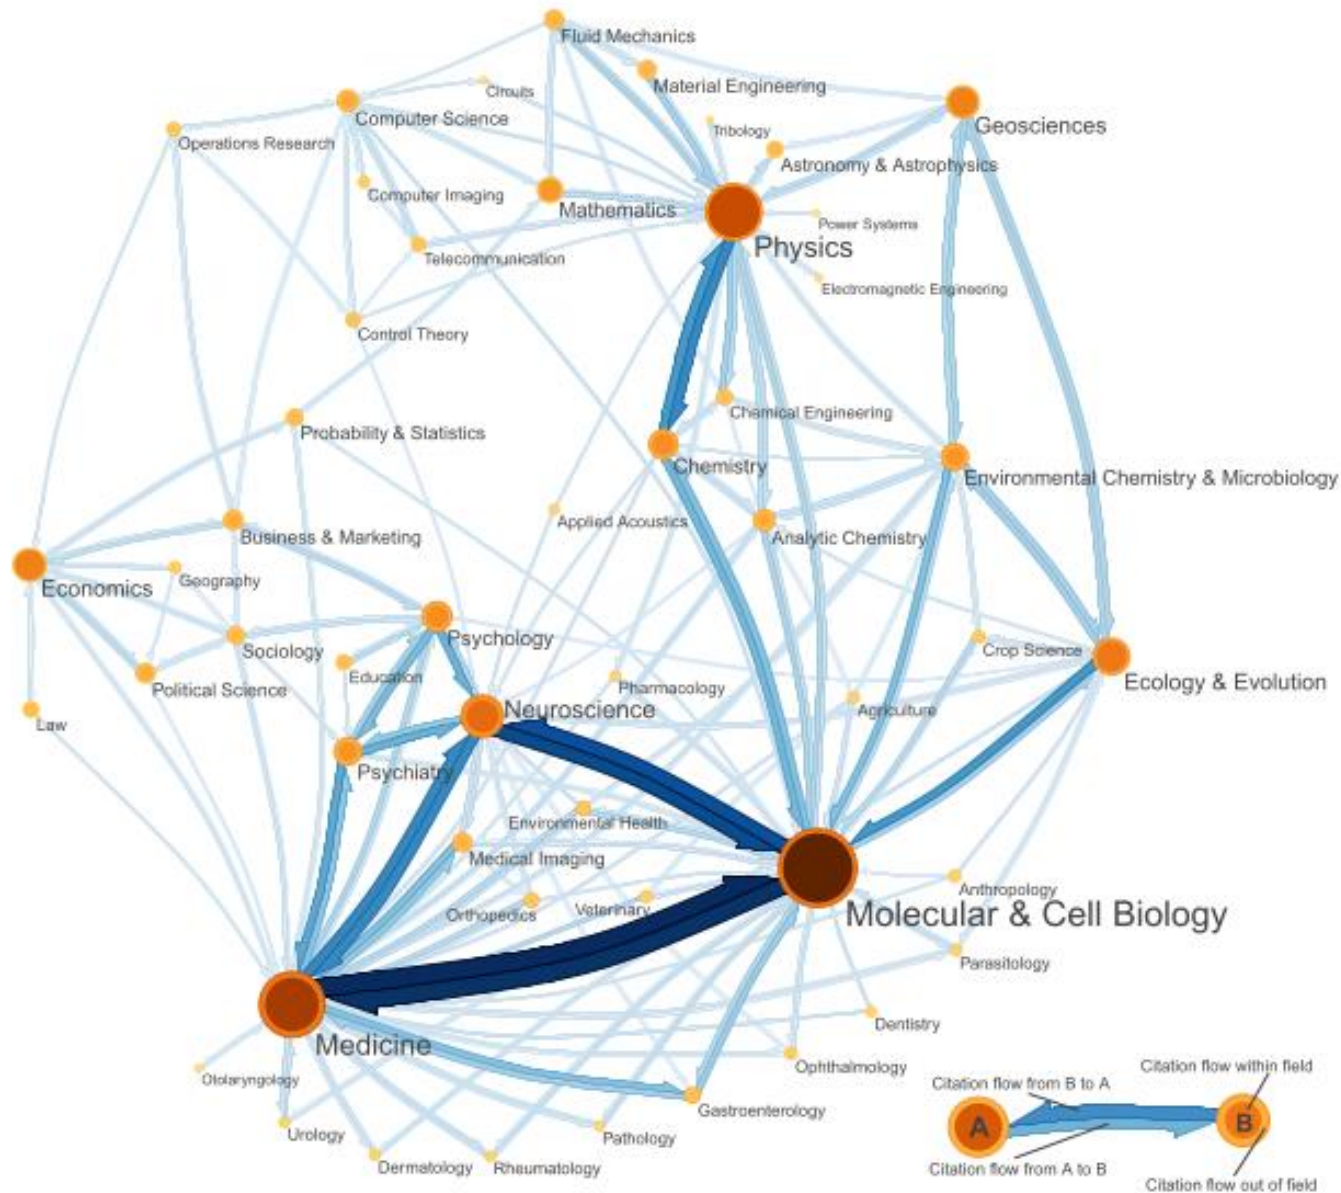 Fluid Mechanics
Material Engineering
Circuits
Computer Science
Geosciences
Tribology
Operations Research
Astronomy & Astrophysics
Computer Imaging
Mathematics
Power Systems
Physics
Telecommunication
Electromagnetic Engineering
Control Theory
Chemical Engineering
Probability & Statistics
Chemistry
Environmental Chemistry & Microbiology
Applied Acoustics
Business & Marketing
Analytic Chemistry
Geography
Economics
Psychology
Sociology
Crop Science
Education
Ecology & Evolution
Political Science
Pharmacology
Neuroscience
Agriculture
Law
Psychiatry
Environmental Health
Medical Imaging
Anthropology
Orthopedics
Veterinary
Molecular & Cell Biology
Parasitology
Dentistry
Medicine
Ophthalmology
Otolaryngology
Gastroenterology
Urology
Pathology
Dermatology
Rheumatology
Citation flow within field
Citation flow from B to A
A
B
Citation flow from A to B
Citation flow out of field